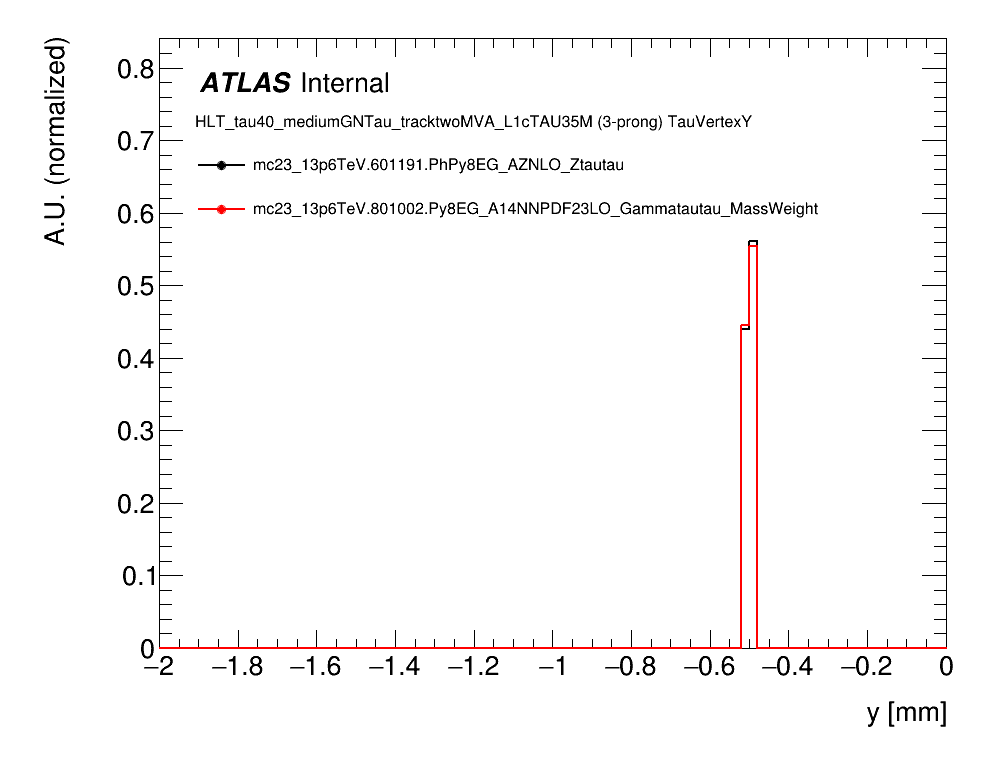 A.U. (normalized)
ATLAS Internal
HLT_tau40_mediumGNTau_tracktwoMVA_L1cTAU35M (3-prong) TauVertexY
mc23_13p6TeV.601191.PhPy8EG_AZNLO_Ztautau
mc23_13p6TeV.801002.Py8EG_A14NNPDF23LO_Gammatautau_MassWeight
0.8
0.7
0.6
0.5
0.4
0.3
0.2
0.1
0
−2 −1.8 −1.6 −1.4 −1.2 −1 −0.8 −0.6 −0.4 −0.2 0
y [mm]